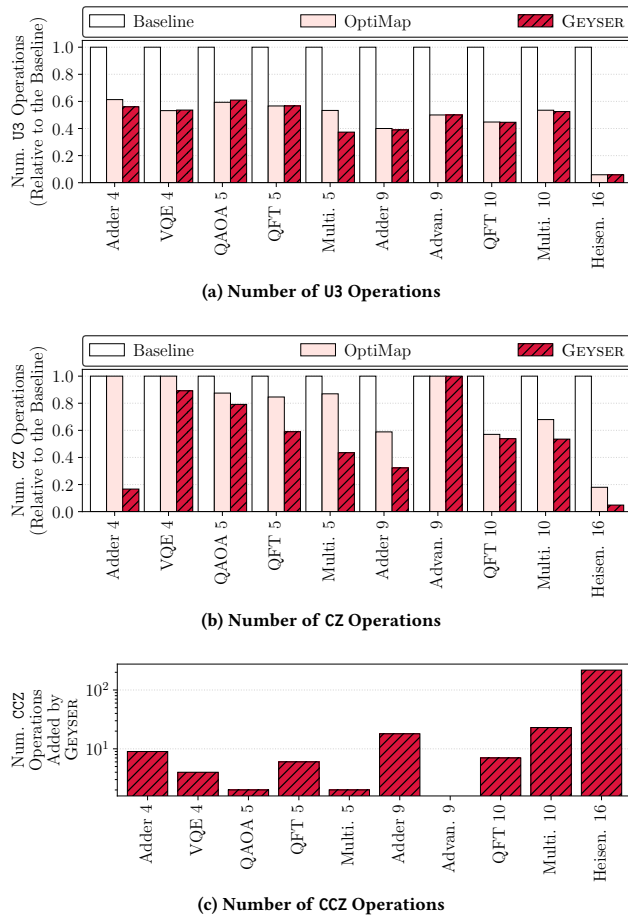 Baseline OptiMap GEYSER
Num. U3 Operations
(Relative to the Baseline)
1.0
0.8
0.6
0.4
0.2
0.0
Adder 4
VQE 4
QAOA 5
QFT 5
Multi. 5
Adder 9
Advan. 9
QFT 10
Multi. 10
Heisen. 16
(a) Number of U3 Operations
Baseline OptiMap GEYSER
Num. CZ Operations
(Relative to the Baseline)
1.0
0.8
0.6
0.4
0.2
0.0
Adder 4
VQE 4
QAOA 5
QFT 5
Multi. 5
Adder 9
Advan. 9
QFT 10
Multi. 10
Heisen. 16
(b) Number of CZ Operations
Num. CCZ
Operations
Added by
GEYSER
10²
10¹
Adder 4
VQE 4
QAOA 5
QFT 5
Multi. 5
Adder 9
Advan. 9
QFT 10
Multi. 10
Heisen. 16
(c) Number of CCZ Operations